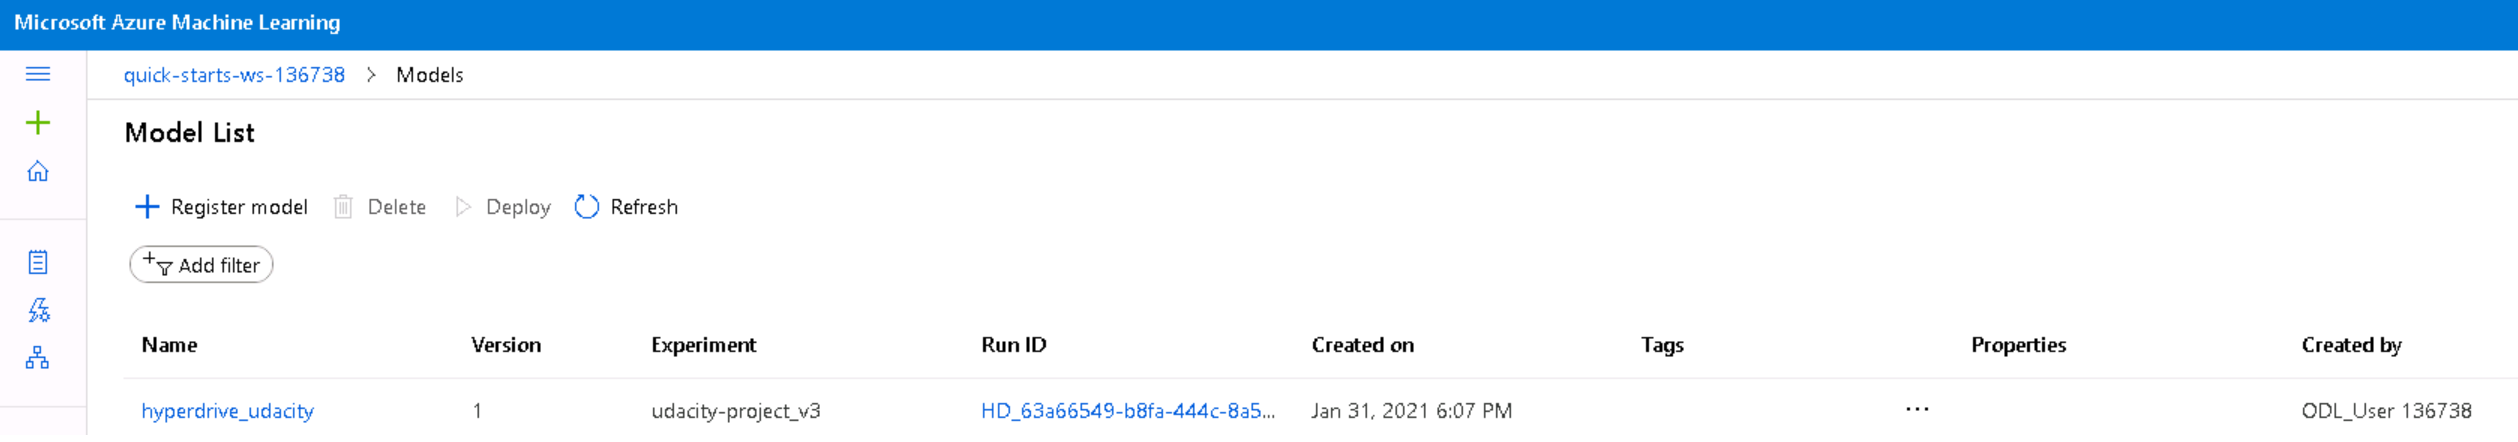 Microsoft Azure Machine Learning
quick-starts-ws-136738 > Models
Model List
Register model Delete Deploy Refresh
Add filter
Name Version Experiment Run ID Created on Tags Properties Created by
hyperdrive_udacity 1 udacity-project_v3 HD_63a66549-b8fa-444c-8a5... Jan 31, 2021 6:07 PM ... ODL_User 136738